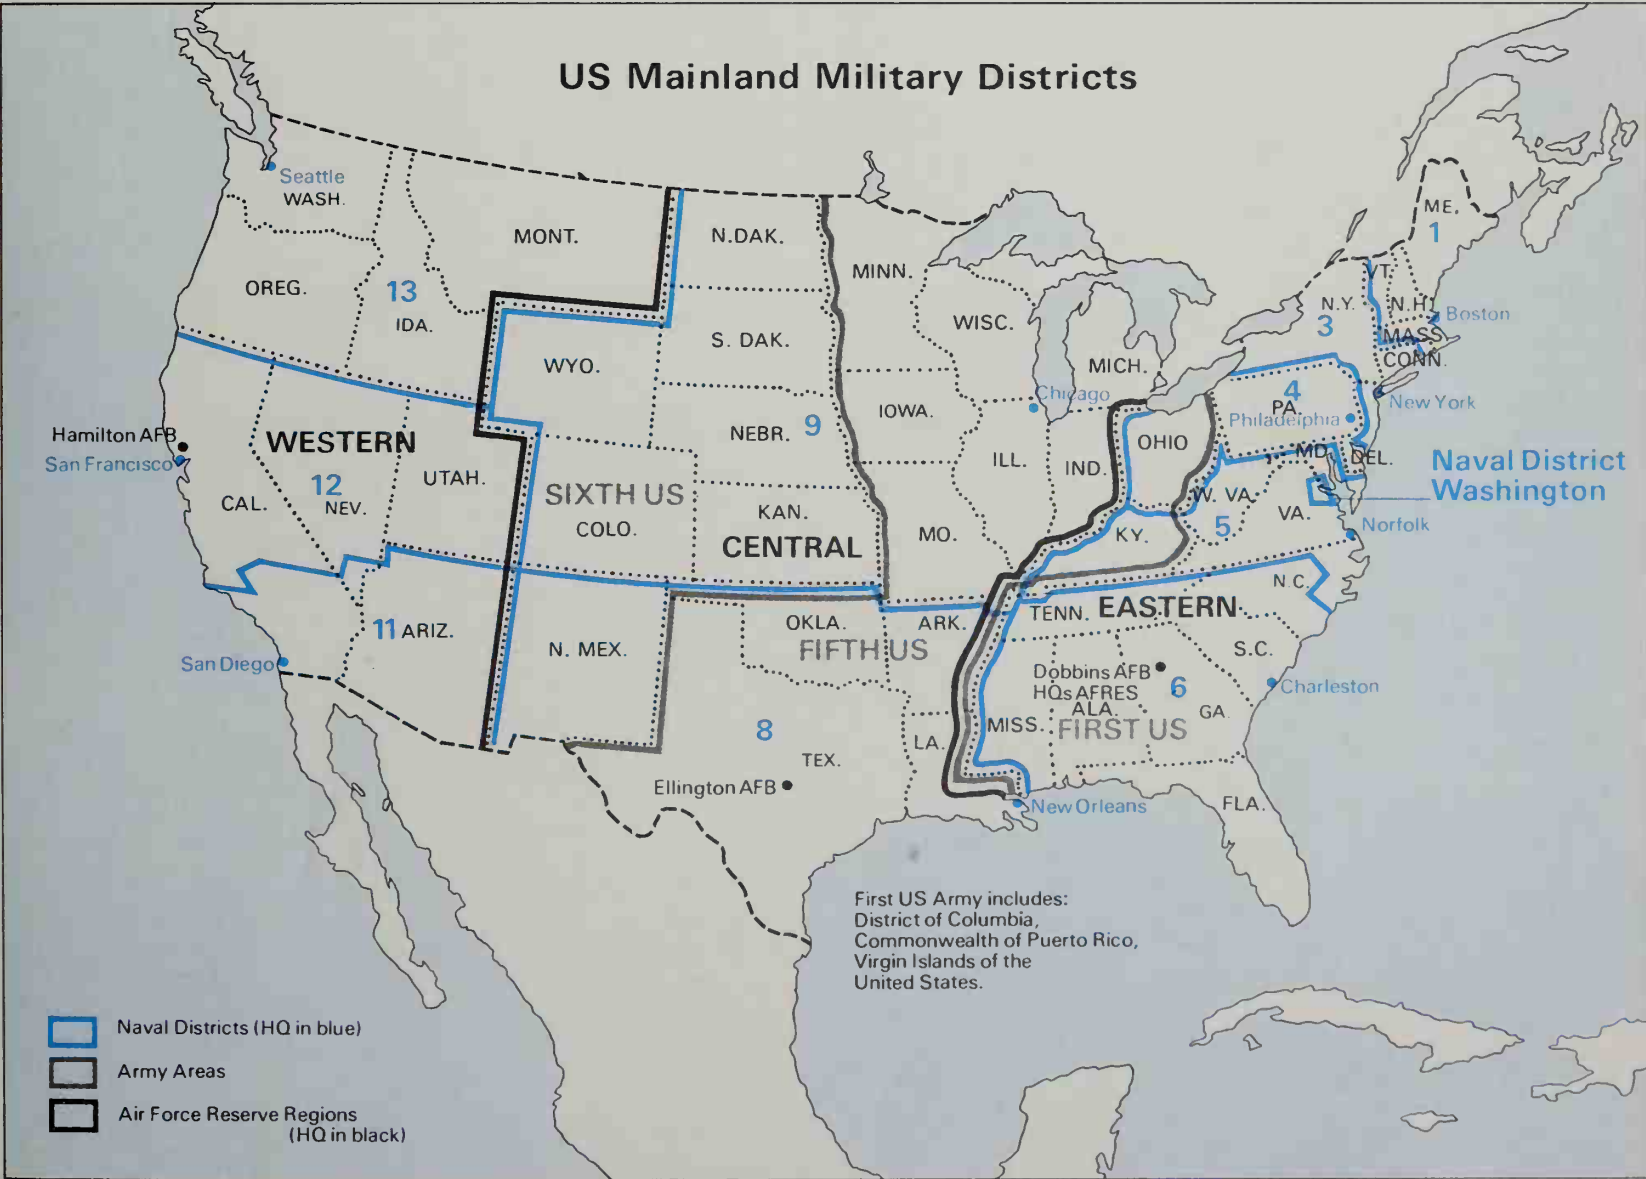 US Mainland Military Districts
Seattle
WASH.
MONT.
N.DAK.
MINN.
ME.
1
OREG.
13
IDA.
WYO.
S. DAK.
WISC.
MICH.
N.Y.
3
VT.
N.H.
Boston
MASS.
CONN.
Hamilton AFB
San Francisco
WESTERN
12
NEV.
CAL.
UTAH.
NEBR.
9
IOWA.
Chicago
ILL.
IND.
OHIO
4
PA.
Philadelphia
New York
MD.
DEL.
Naval District
Washington
SIXTH US
COLO.
KAN.
CENTRAL
MO.
KY.
W. VA.
5
VA.
Norfolk
N C.
11
ARIZ.
San Diego
N. MEX.
OKLA.
FIFTH US
ARK.
TENN.
EASTERN
S.C.
Dobbins AFB
HQs AFRES
ALA.
6
Charleston
MISS.
FIRST US
GA.
8
TEX.
LA.
Ellington AFB
New Orleans
FLA.
First US Army includes:
District of Columbia,
Commonwealth of Puerto Rico,
Virgin Islands of the
United States.
Naval Districts (HQ in blue)
Army Areas
Air Force Reserve Regions
(HQ in black)